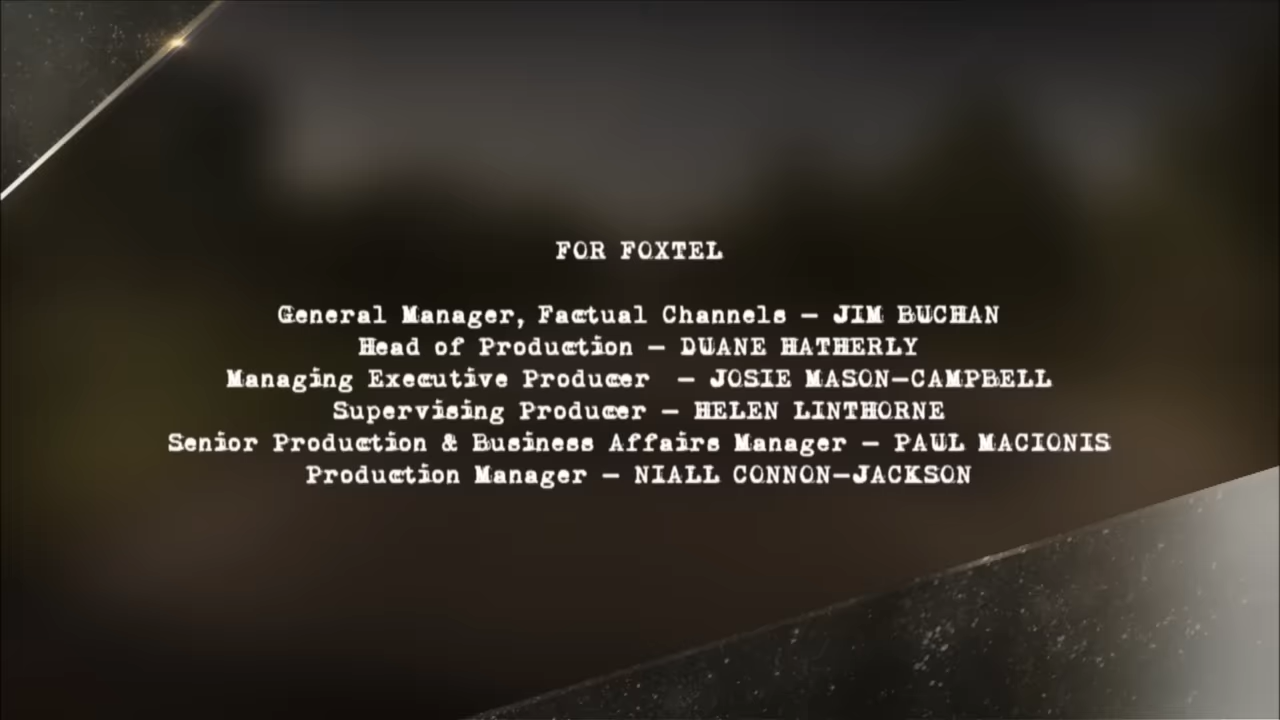 FOR FOXTEL
General Manager, Factual Channels – JIM BUCHAN
Head of Production – DUANE HATHERLY
Managing Executive Producer – JOSIE MASON–CAMPBELL
Supervising Producer – HELEN LINTHORNE
Senior Production & Business Affairs Manager – PAUL MACIONIS
Production Manager – NIALL CONNON–JACKSON